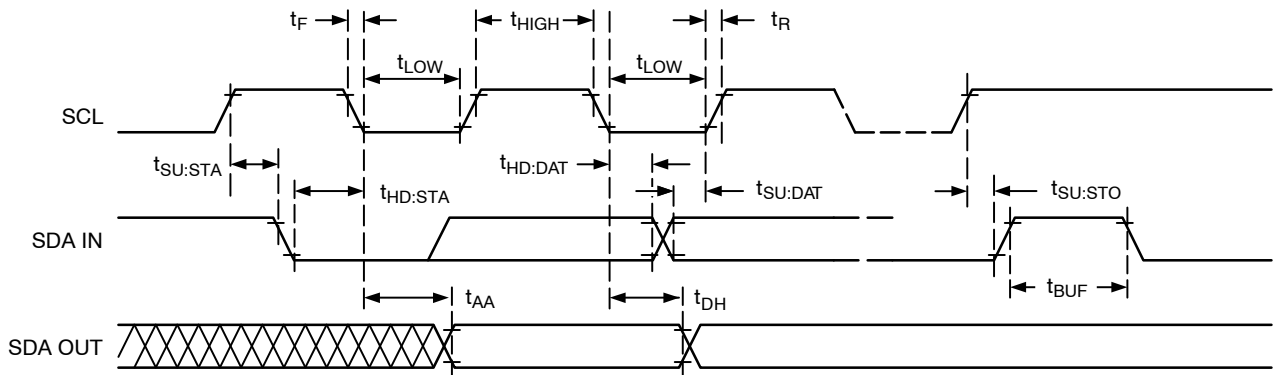 tF
tHIGH
tR
tLOW
tLOW
SCL
tSU:STA
tHD:STA
tHD:DAT
tSU:DAT
tSU:STO
SDA IN
tAA
tDH
tBUF
SDA OUT